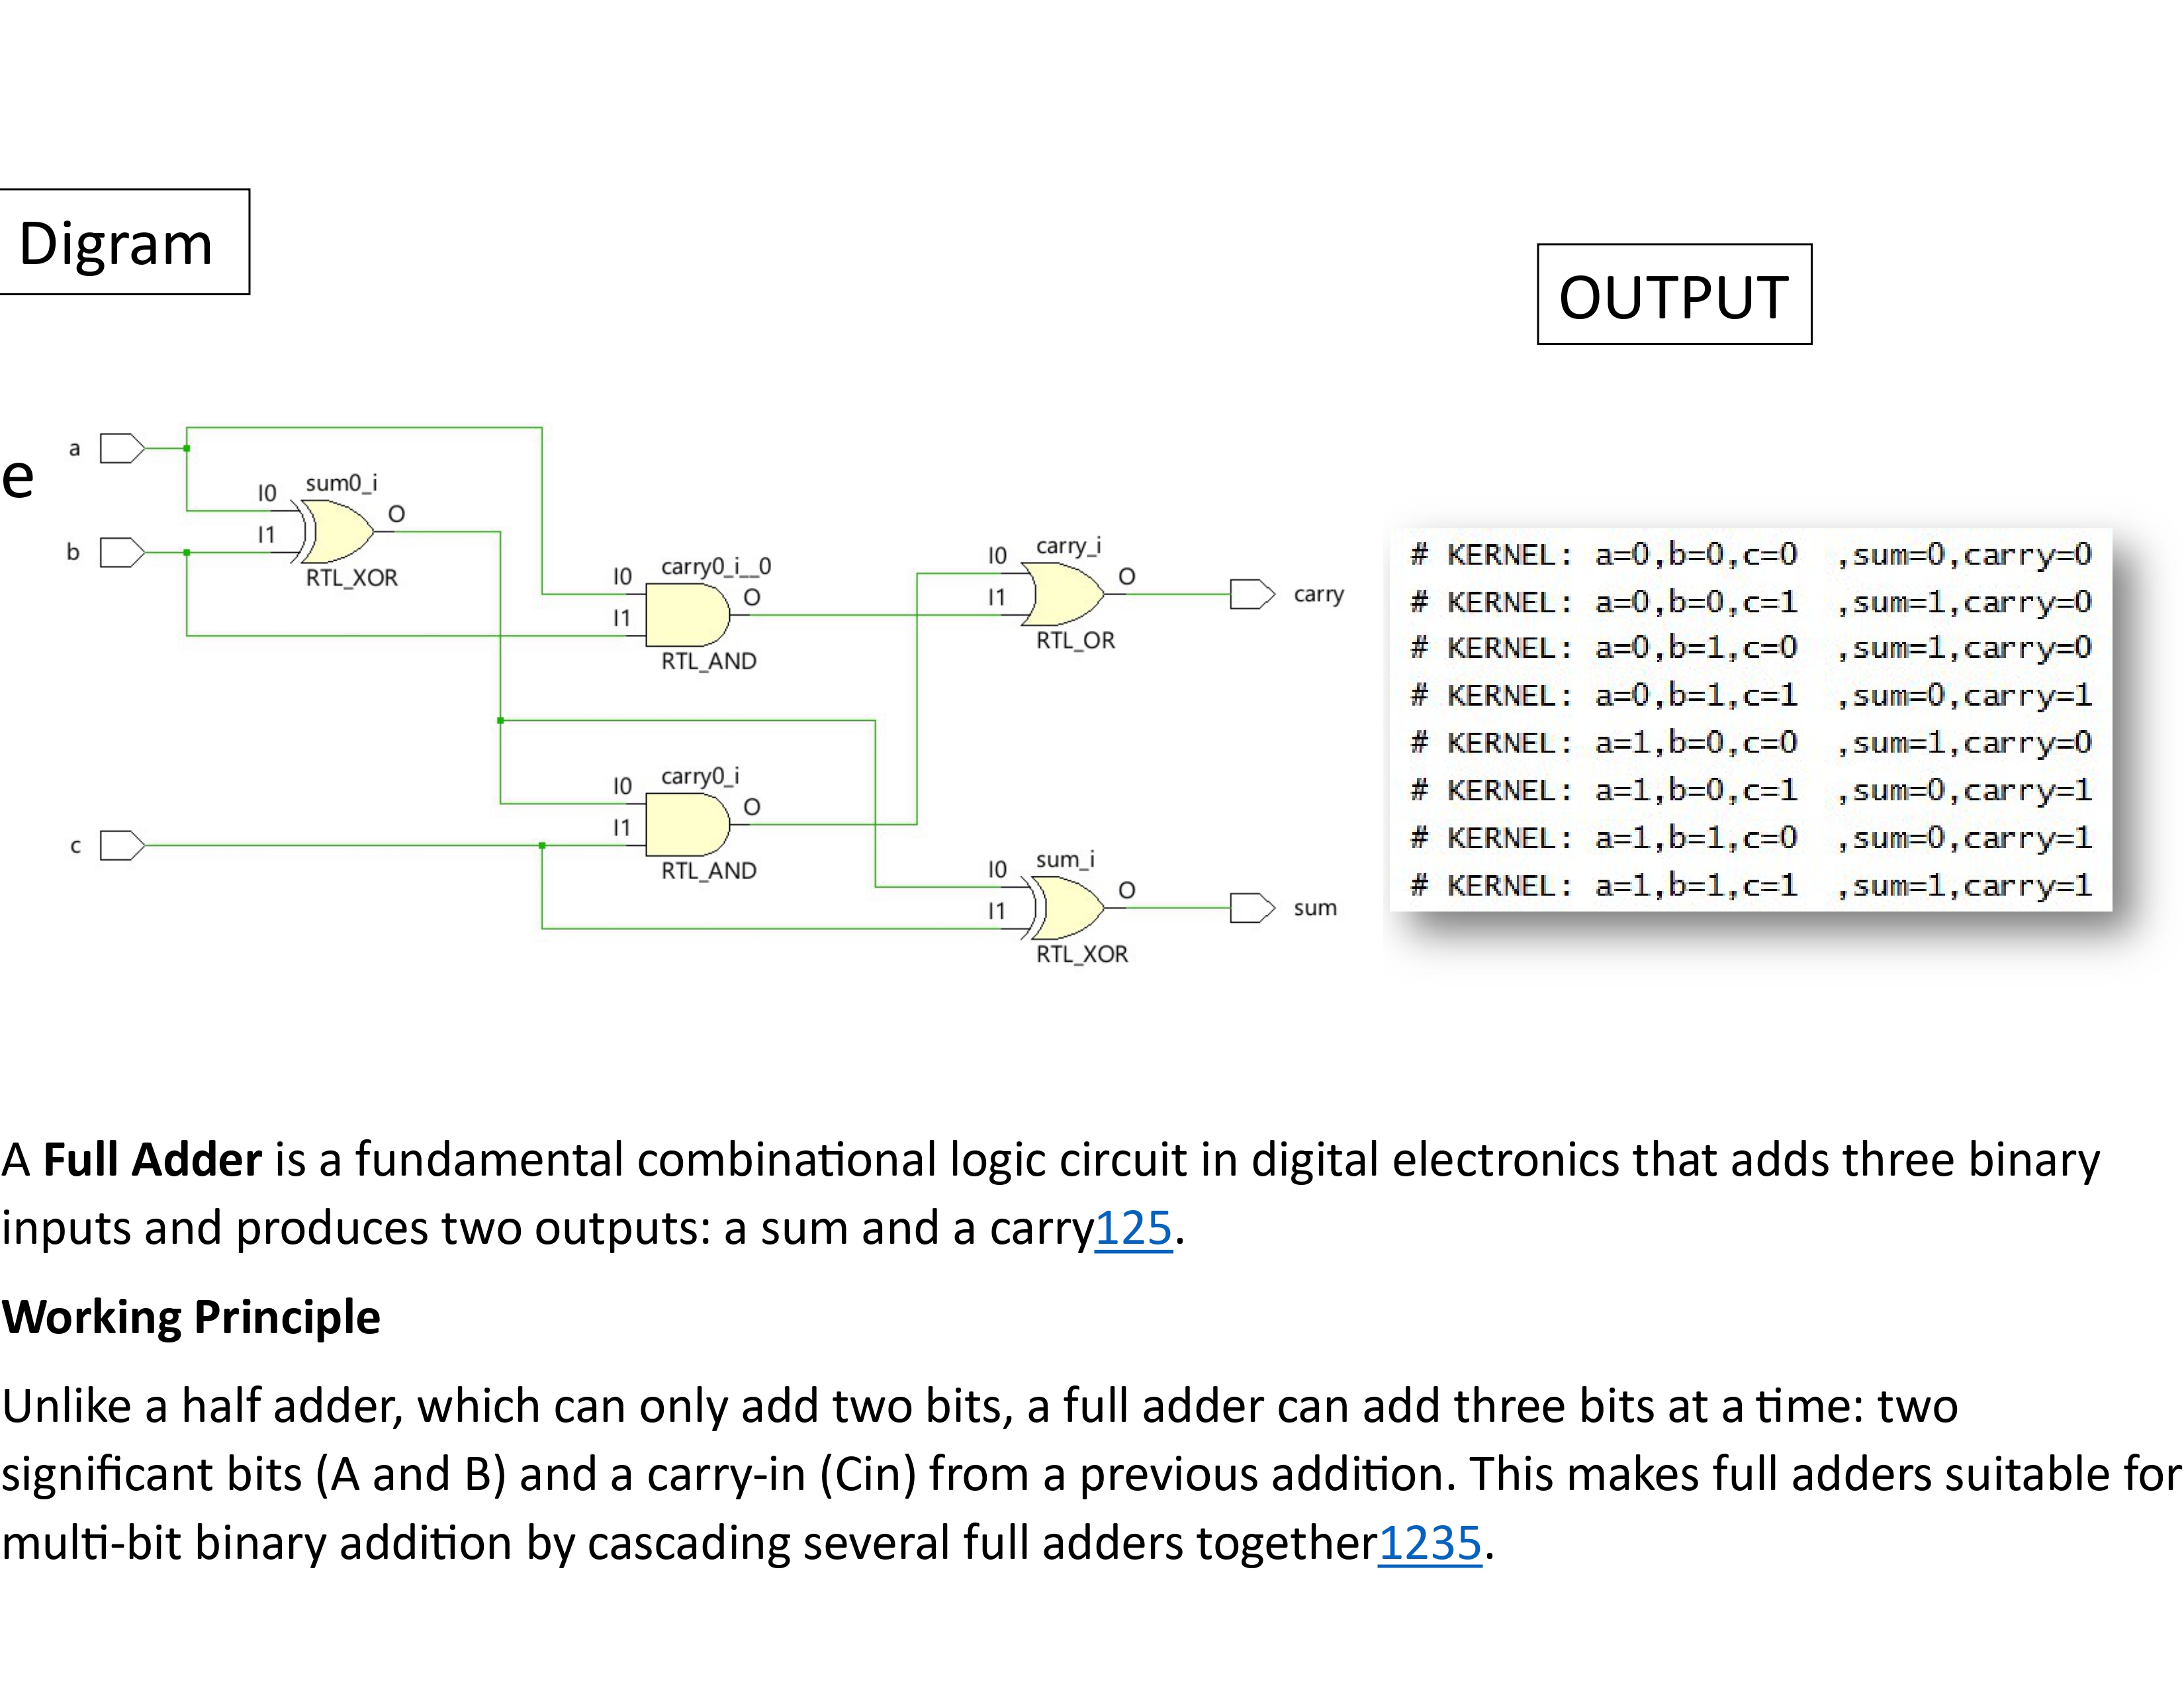 Digram
OUTPUT
e
a
b
c
I0
I1
sum0_i
O
RTL_XOR
I0
I1
carry0_i__0
O
RTL_AND
I0
I1
carry0_i
O
RTL_AND
I0
I1
carry_i
O
RTL_OR
carry
I0
I1
sum_i
O
RTL_XOR
sum
# KERNEL: a=0,b=0,c=0  ,sum=0,carry=0
# KERNEL: a=0,b=0,c=1  ,sum=1,carry=0
# KERNEL: a=0,b=1,c=0  ,sum=1,carry=0
# KERNEL: a=0,b=1,c=1  ,sum=0,carry=1
# KERNEL: a=1,b=0,c=0  ,sum=1,carry=0
# KERNEL: a=1,b=0,c=1  ,sum=0,carry=1
# KERNEL: a=1,b=1,c=0  ,sum=0,carry=1
# KERNEL: a=1,b=1,c=1  ,sum=1,carry=1
A Full Adder is a fundamental combinational logic circuit in digital electronics that adds three binary
inputs and produces two outputs: a sum and a carry125.
Working Principle
Unlike a half adder, which can only add two bits, a full adder can add three bits at a time: two
significant bits (A and B) and a carry-in (Cin) from a previous addition. This makes full adders suitable for
multi-bit binary addition by cascading several full adders together1235.